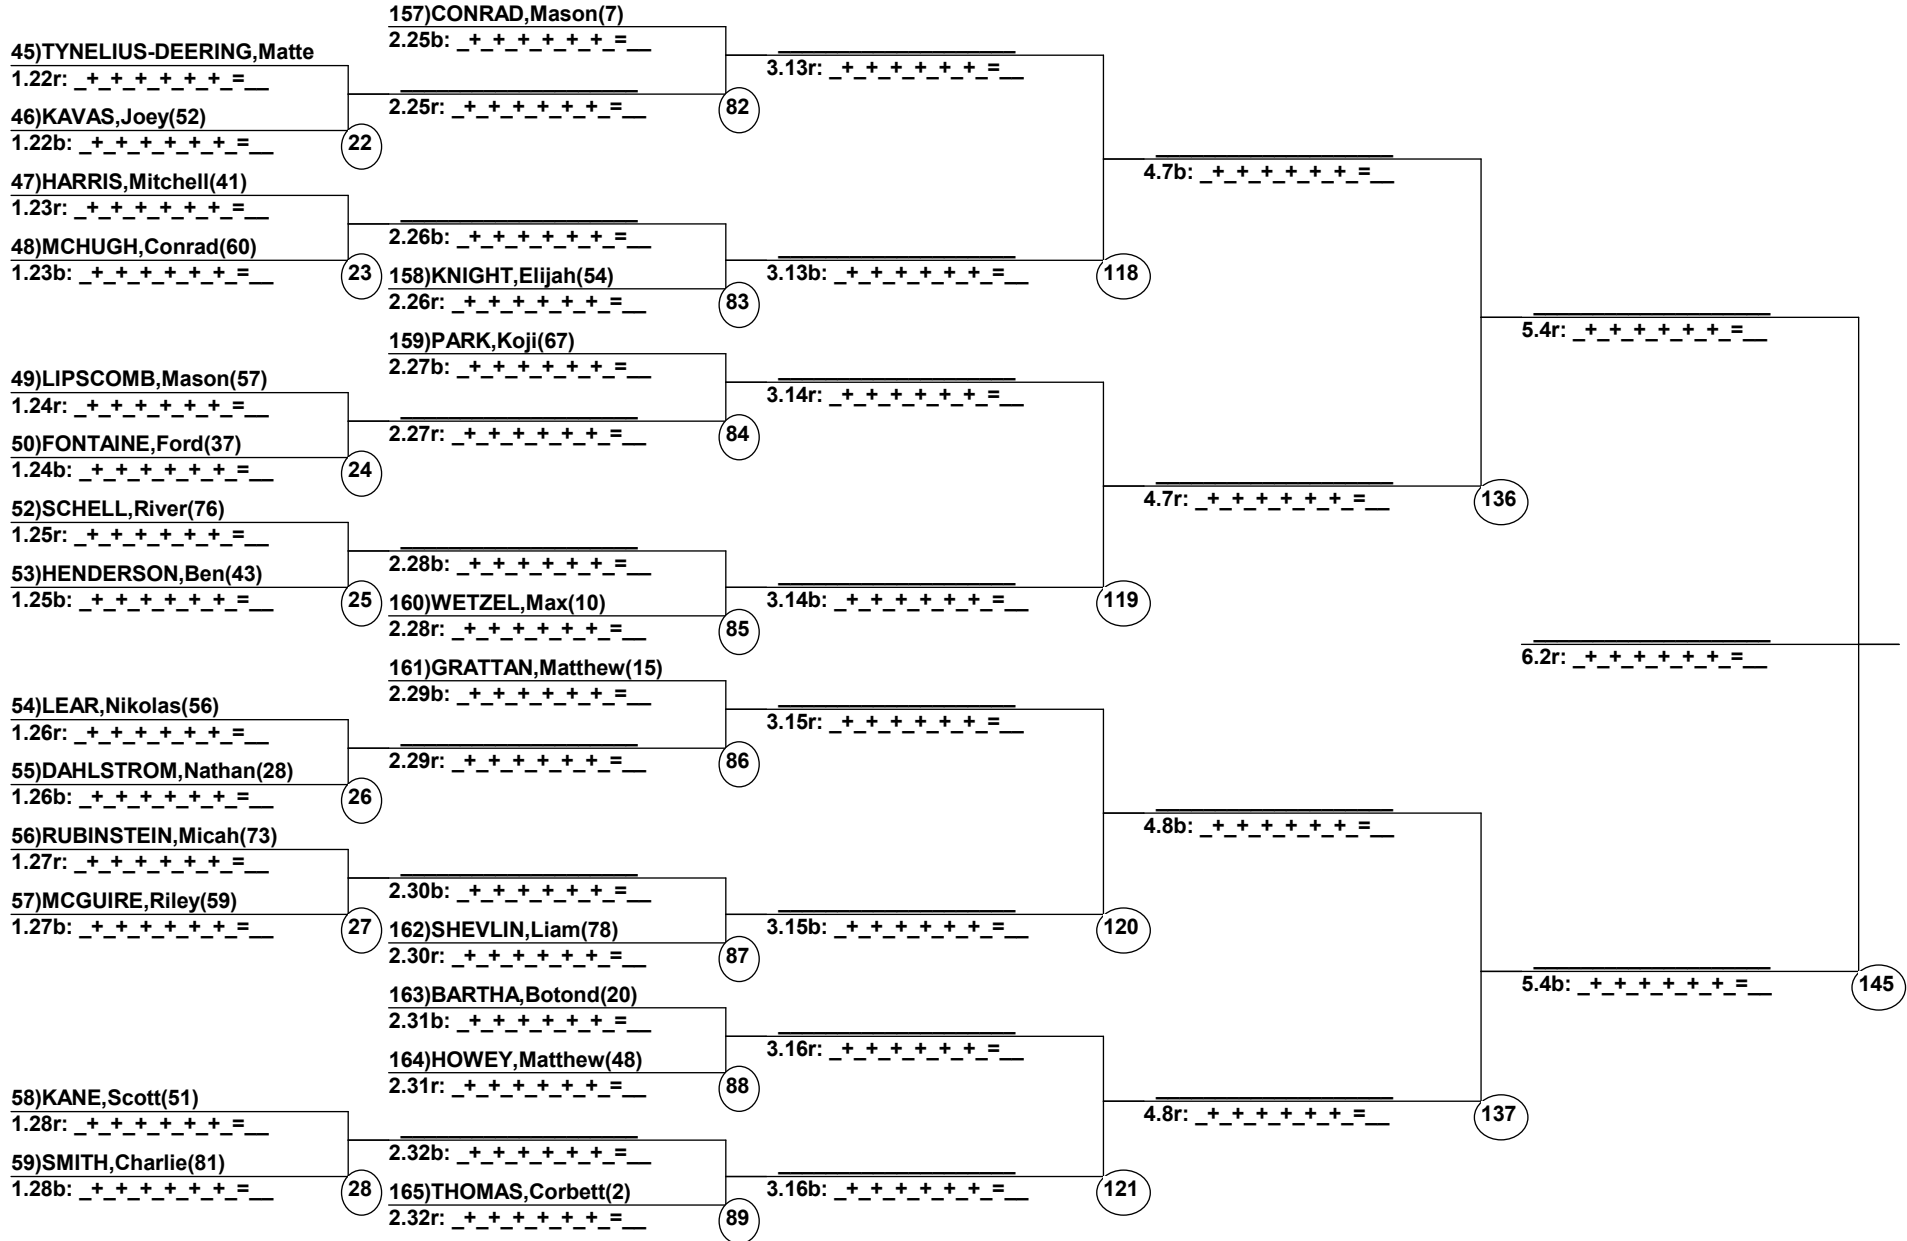 157)CONRAD,Mason(7)
2.25b: _+_+_+_+_+_=__
45)TYNELIUS-DEERING,Matte
1.22r: _+_+_+_+_+_=__
3.13r: _+_+_+_+_+_=__
2.25r: _+_+_+_+_+_=__
82
46)KAVAS,Joey(52)
1.22b: _+_+_+_+_+_=__
22
4.7b: _+_+_+_+_+_=__
47)HARRIS,Mitchell(41)
1.23r: _+_+_+_+_+_=__
2.26b: _+_+_+_+_+_=__
48)MCHUGH,Conrad(60)
1.23b: _+_+_+_+_+_=__
23
158)KNIGHT,Elijah(54)
2.26r: _+_+_+_+_+_=__
83
3.13b: _+_+_+_+_+_=__
118
5.4r: _+_+_+_+_+_=__
159)PARK,Koji(67)
2.27b: _+_+_+_+_+_=__
49)LIPSCOMB,Mason(57)
1.24r: _+_+_+_+_+_=__
3.14r: _+_+_+_+_+_=__
2.27r: _+_+_+_+_+_=__
84
50)FONTAINE,Ford(37)
1.24b: _+_+_+_+_+_=__
24
4.7r: _+_+_+_+_+_=__
136
52)SCHELL,River(76)
1.25r: _+_+_+_+_+_=__
2.28b: _+_+_+_+_+_=__
53)HENDERSON,Ben(43)
1.25b: _+_+_+_+_+_=__
25
160)WETZEL,Max(10)
2.28r: _+_+_+_+_+_=__
85
3.14b: _+_+_+_+_+_=__
119
6.2r: _+_+_+_+_+_=__
161)GRATTAN,Matthew(15)
2.29b: _+_+_+_+_+_=__
54)LEAR,Nikolas(56)
1.26r: _+_+_+_+_+_=__
3.15r: _+_+_+_+_+_=__
2.29r: _+_+_+_+_+_=__
86
55)DAHLSTROM,Nathan(28)
1.26b: _+_+_+_+_+_=__
26
4.8b: _+_+_+_+_+_=__
56)RUBINSTEIN,Micah(73)
1.27r: _+_+_+_+_+_=__
2.30b: _+_+_+_+_+_=__
57)MCGUIRE,Riley(59)
1.27b: _+_+_+_+_+_=__
27
162)SHEVLIN,Liam(78)
2.30r: _+_+_+_+_+_=__
87
3.15b: _+_+_+_+_+_=__
120
5.4b: _+_+_+_+_+_=__
145
163)BARTHA,Botond(20)
2.31b: _+_+_+_+_+_=__
3.16r: _+_+_+_+_+_=__
164)HOWEY,Matthew(48)
2.31r: _+_+_+_+_+_=__
88
58)KANE,Scott(51)
1.28r: _+_+_+_+_+_=__
4.8r: _+_+_+_+_+_=__
137
2.32b: _+_+_+_+_+_=__
59)SMITH,Charlie(81)
1.28b: _+_+_+_+_+_=__
28
165)THOMAS,Corbett(2)
2.32r: _+_+_+_+_+_=__
89
3.16b: _+_+_+_+_+_=__
121